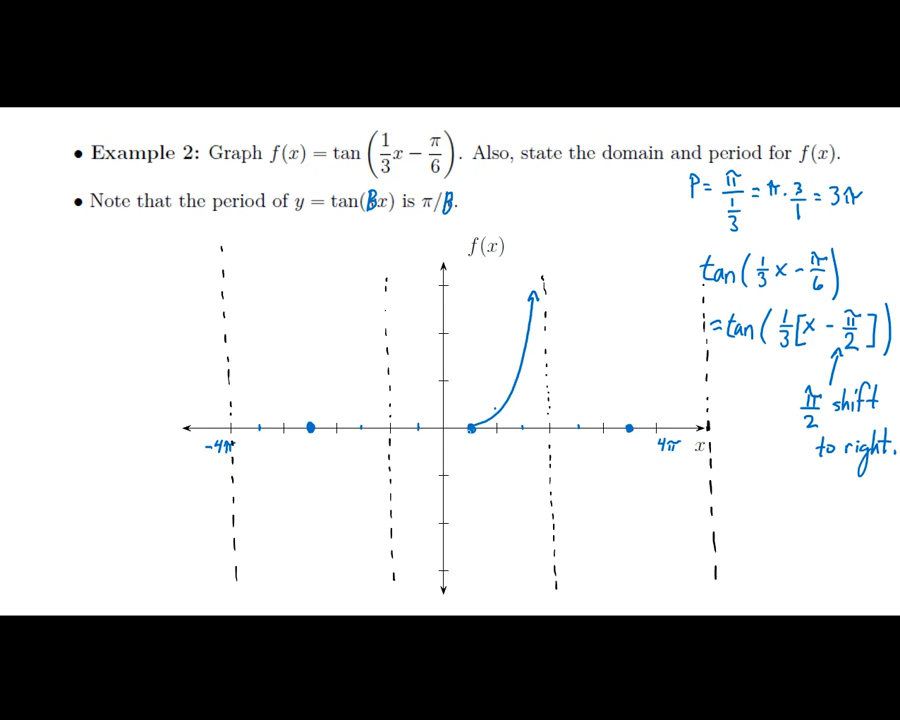 • Example 2: Graph f(x) = tan(1/3 x − π/6). Also, state the domain and period for f(x).
• Note that the period of y = tan(Bx) is π/B.
P = π/(1/3) = π · 3/1 = 3π
f(x)
tan(1/3 x − π/6)
= tan(1/3[x − π/2])
π/2 shift
to right.
-4π
4π
x